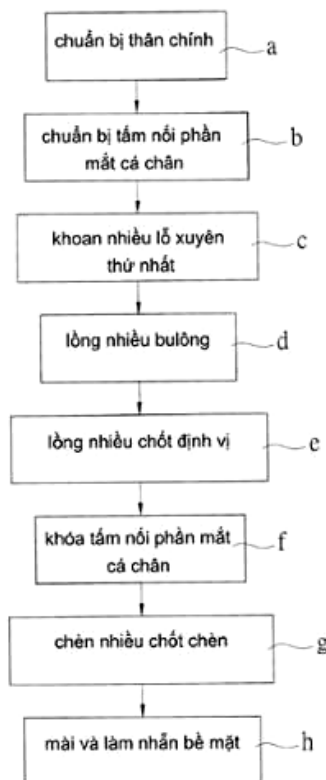 chuẩn bị thân chính
a
chuẩn bị tấm nối phần
mắt cá chân
b
khoan nhiều lỗ xuyên
thứ nhất
c
lồng nhiều bulông
d
lồng nhiều chốt định vị
e
khóa tấm nối phần mắt
cá chân
f
chèn nhiều chốt chèn
g
mài và làm nhẵn bề mặt
h